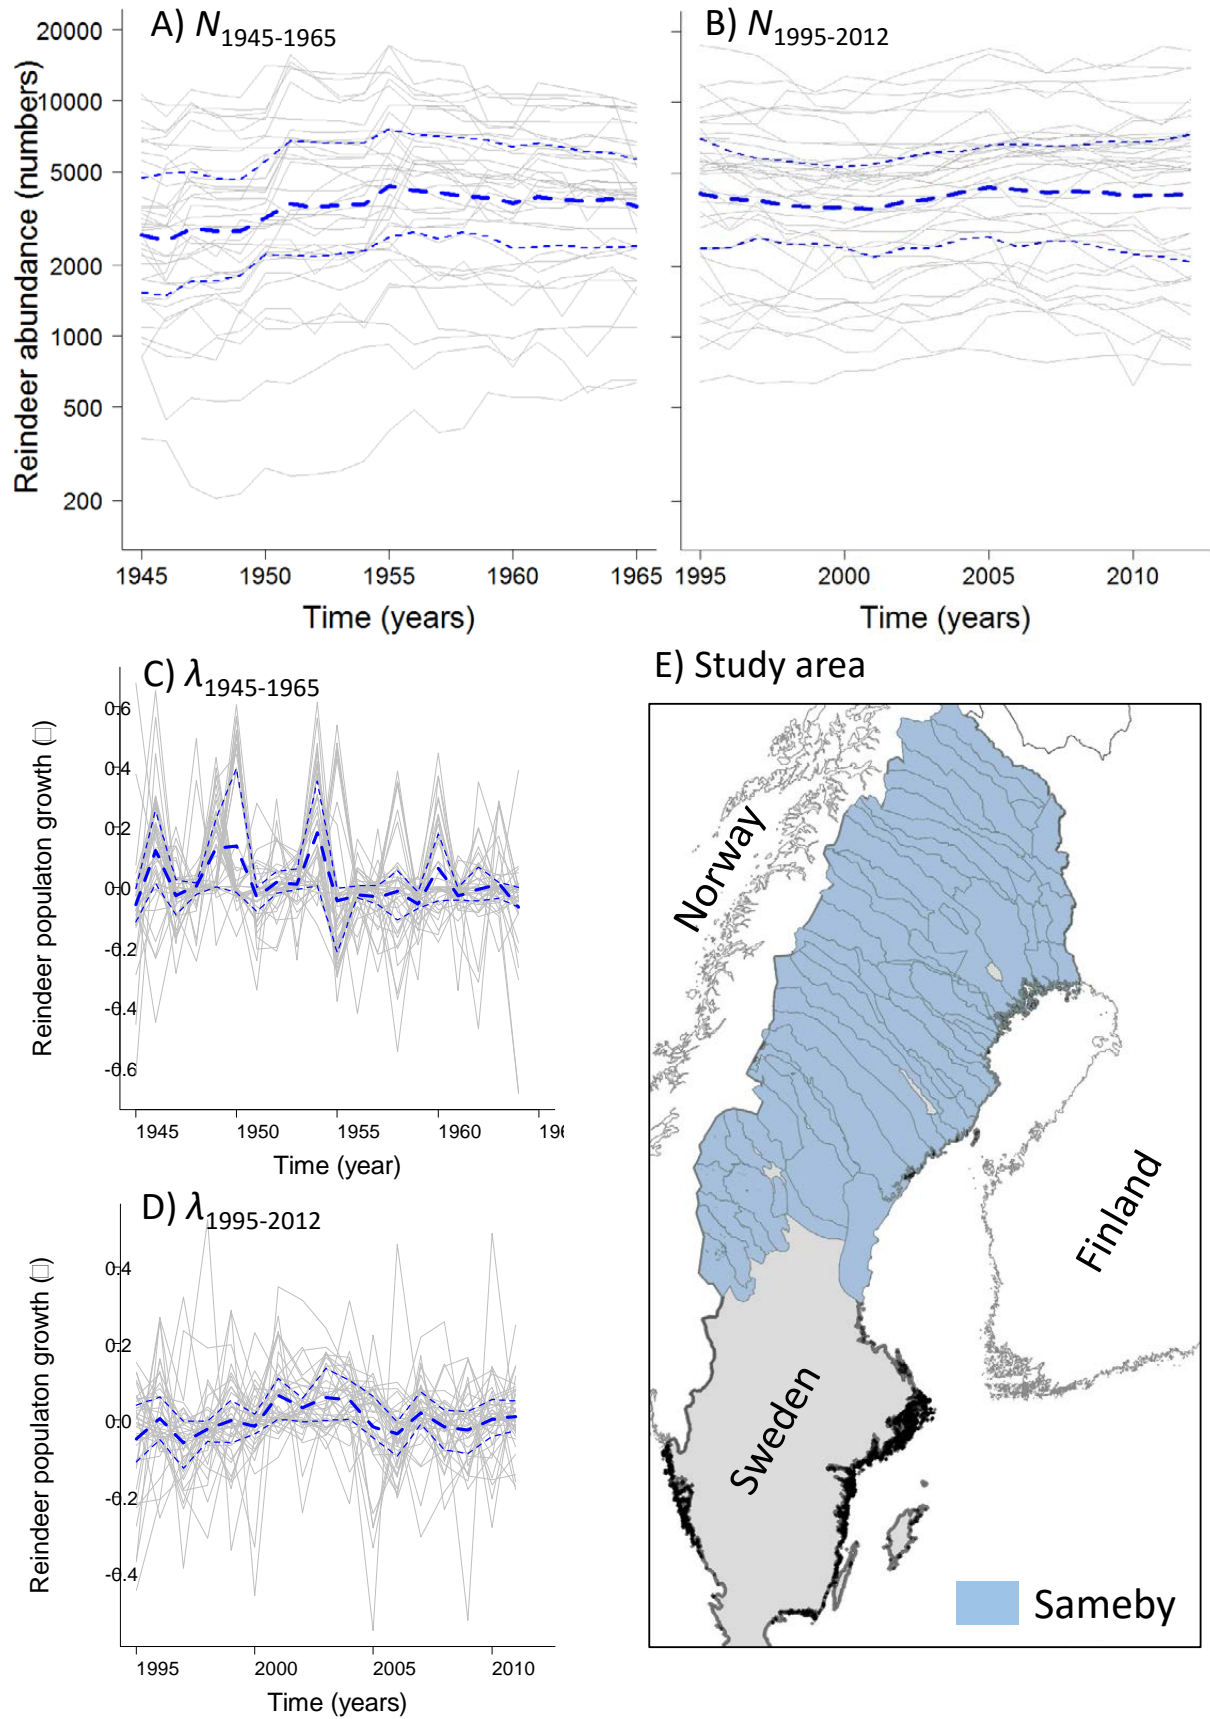 A) N1945-1965
B) N1995-2012
Reindeer abundance (numbers)
20000
10000
5000
2000
1000
500
200
1945 1950 1955 1960 1965
1995 2000 2005 2010
Time (years)
Time (years)
C) λ1945-1965
Reindeer populaton growth (□)
0.6
0.4
0.2
0.0
-0.2
-0.4
-0.6
1945 1950 1955 1960
Time (year)
D) λ1995-2012
Reindeer populaton growth (□)
0.4
0.2
0.0
-0.2
-0.4
1995 2000 2005 2010
Time (years)
E) Study area
Norway
Finland
Sweden
Sameby